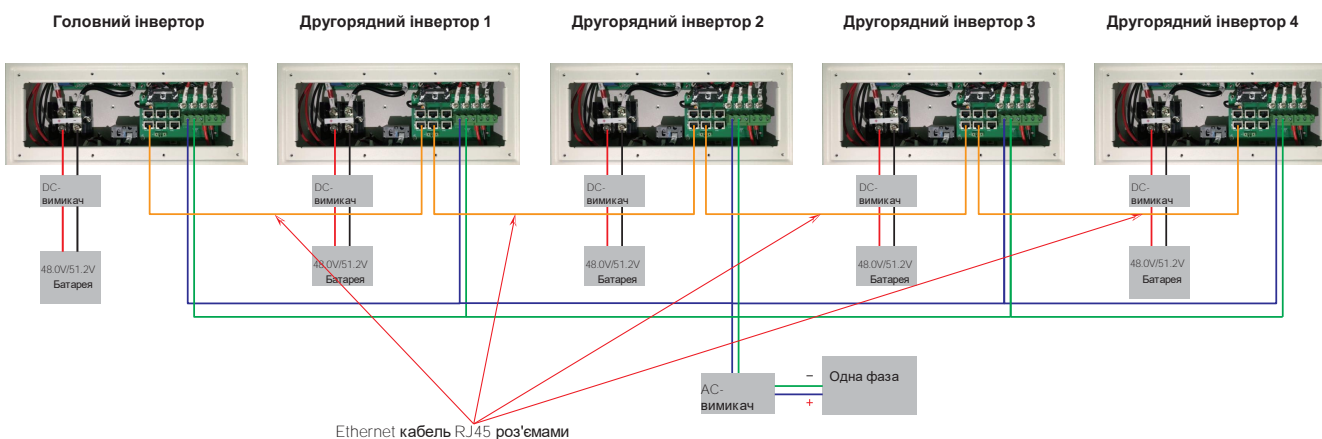 Головний інвертор
Другорядний інвертор 1
Другорядний інвертор 2
Другорядний інвертор 3
Другорядний інвертор 4
DC-
вимикач
DC-
вимикач
DC-
вимикач
DC-
вимикач
DC-
вимикач
48.0V/51.2V
Батарея
48.0V/51.2V
Батарея
48.0V/51.2V
Батарея
48.0V/51.2V
Батарея
48.0V/51.2V
Батарея
AC-
вимикач
−
+
Одна фаза
Ethernet кабель RJ45 роз'ємами